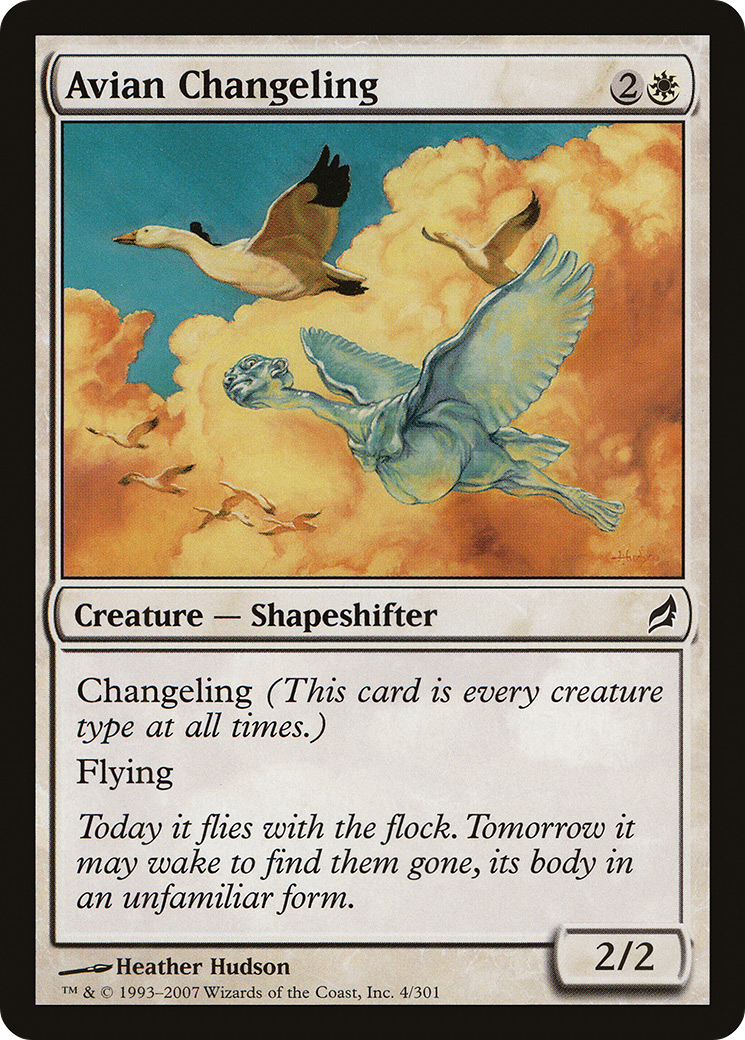 Avian Changeling 2
Creature — Shapeshifter
Changeling (This card is every creature
type at all times.)
Flying
Today it flies with the flock. Tomorrow it
may wake to find them gone, its body in
an unfamiliar form.
2/2
Heather Hudson
™ & © 1993–2007 Wizards of the Coast, Inc. 4/301